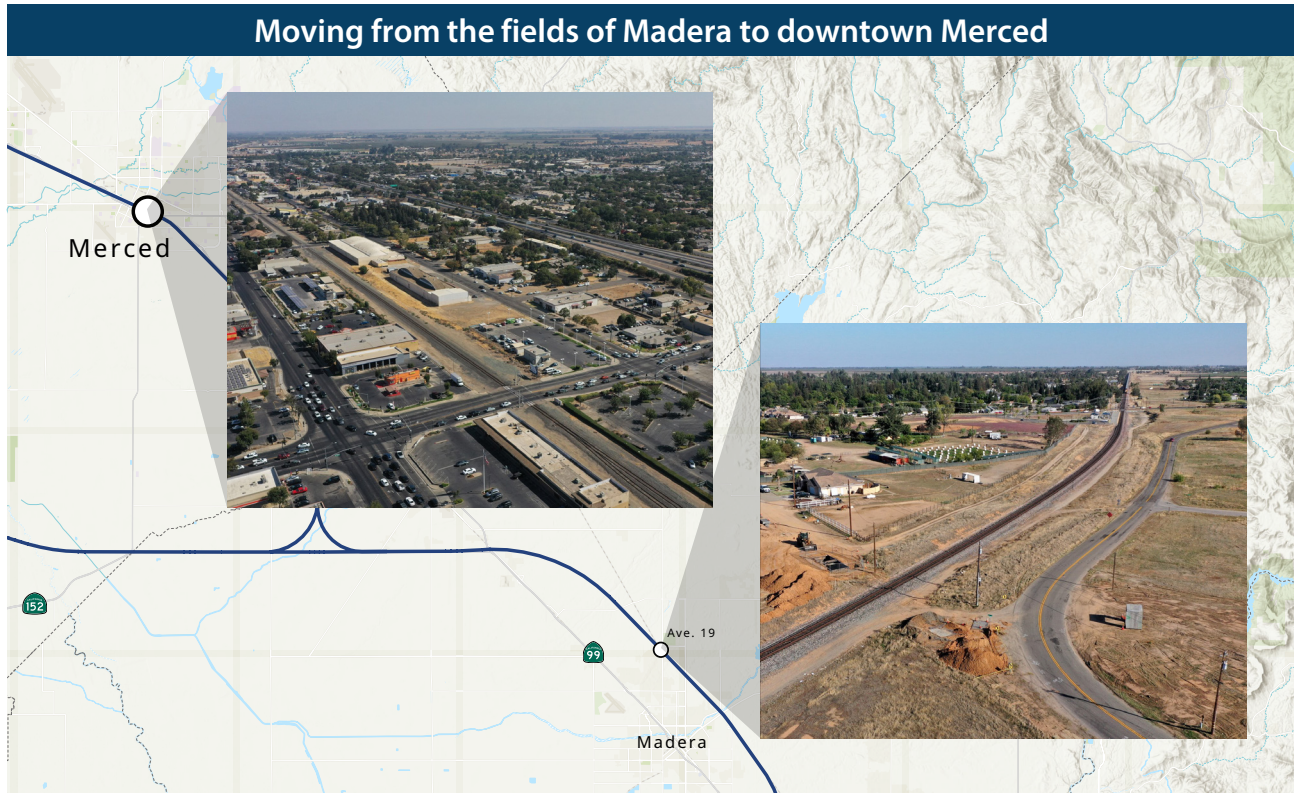 Moving from the fields of Madera to downtown Merced
Merced
152
Ave. 19
99
Madera